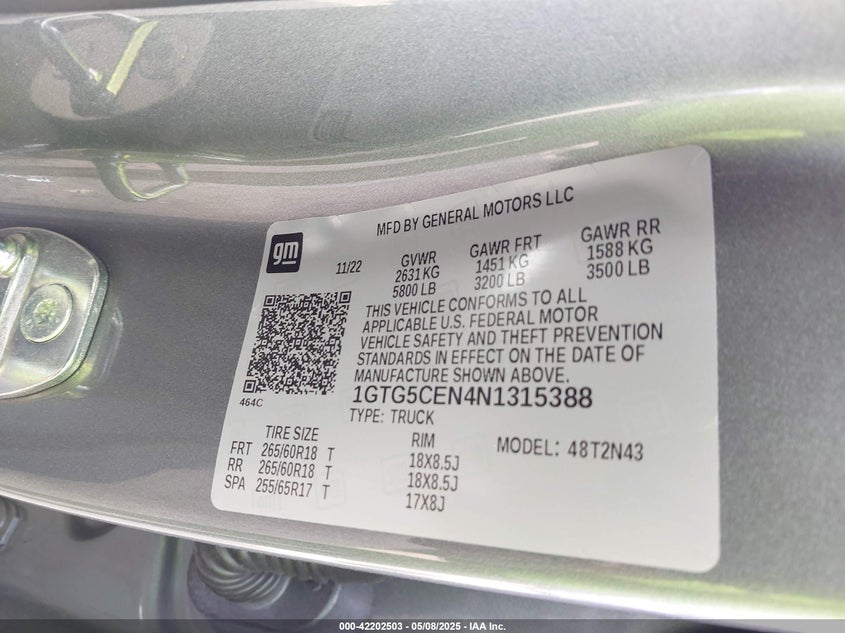 MFD BY GENERAL MOTORS LLC
gm
11/22
GVWR GAWR FRT GAWR RR
2631 KG 1451 KG 1588 KG
5800 LB 3200 LB 3500 LB
THIS VEHICLE CONFORMS TO ALL
APPLICABLE U.S. FEDERAL MOTOR
VEHICLE SAFETY AND THEFT PREVENTION
STANDARDS IN EFFECT ON THE DATE OF
MANUFACTURE SHOWN ABOVE.
464C
1GTG5CEN4N1315388
TYPE: TRUCK
TIRE SIZE RIM MODEL: 48T2N43
FRT 265/60R18 T 18X8.5J
RR 265/60R18 T 18X8.5J
SPA 255/65R17 T 17X8J
000-42202503 - 05/08/2025 - IAA Inc.